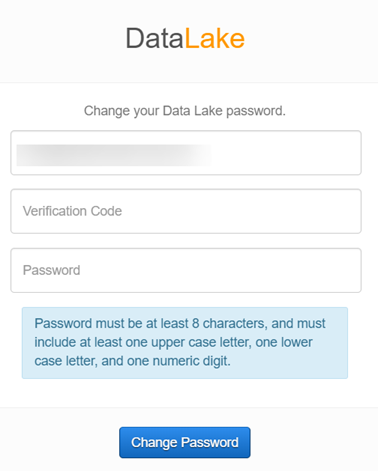 DataLake
Change your Data Lake password.
Verification Code
Password
Password must be at least 8 characters, and must
include at least one upper case letter, one lower
case letter, and one numeric digit.
Change Password